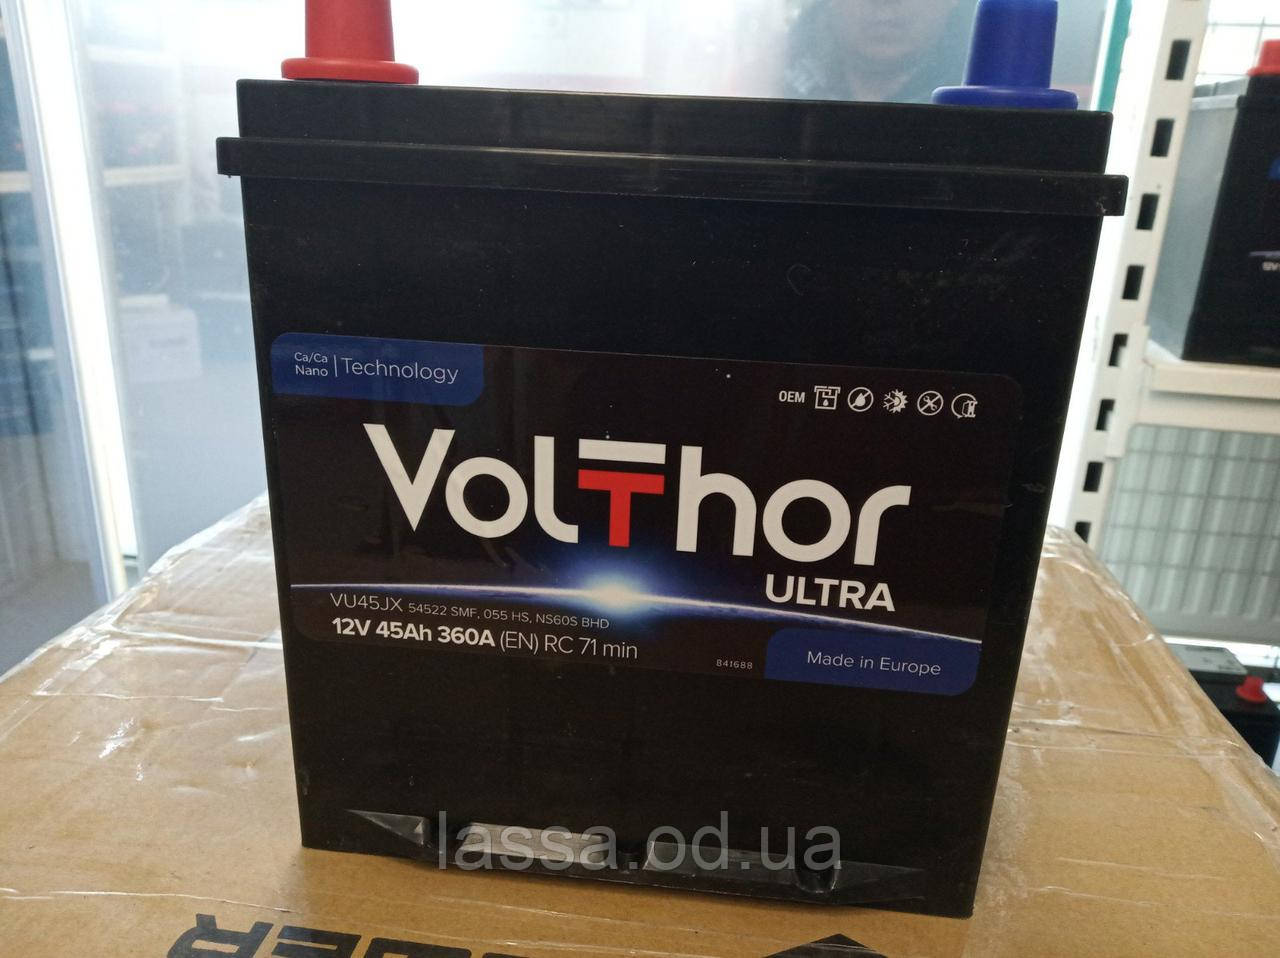 Ca/Ca
Nano | Technology
OEM
VolThor
ULTRA
VU45JX 54522 SMF, 055 HS, NS60S BHD
12V 45Ah 360A (EN) RC 71 min
841688
Made in Europe
lassa.od.ua